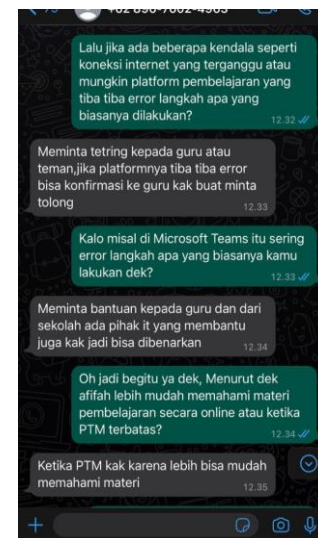 Lalu jika ada beberapa kendala seperti
koneksi internet yang terganggu atau
mungkin platform pembelajaran yang
tiba tiba error langkah apa yang
biasanya dilakukan?
12.32
Meminta tetring kepada guru atau
teman,jika platformnya tiba tiba error
bisa konfirmasi ke guru kak buat minta
tolong
12.33
Kalo misal di Microsoft Teams itu sering
error langkah apa yang biasanya kamu
lakukan dek?
12.33
Meminta bantuan kepada guru dan dari
sekolah ada pihak it yang membantu
juga kak jadi bisa dibenarkan
12.34
Oh jadi begitu ya dek, Menurut dek
afifah lebih mudah memahami materi
pembelajaran secara online atau ketika
PTM terbatas?
12.34
Ketika PTM kak karena lebih bisa mudah
memahami materi
12.35